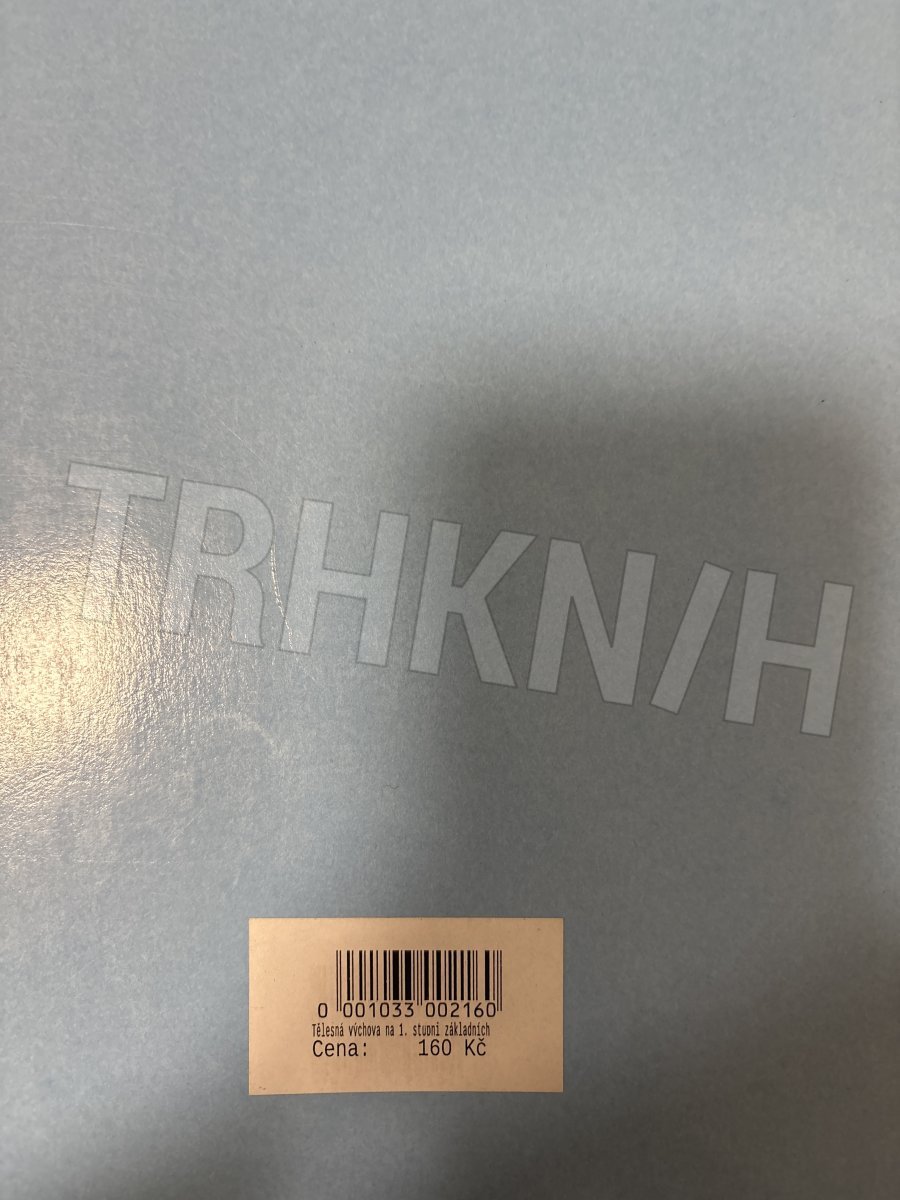 TRHKN/H
0 001033 002160
Tělesná výchova na 1. stupni základních
Cena: 160 Kč